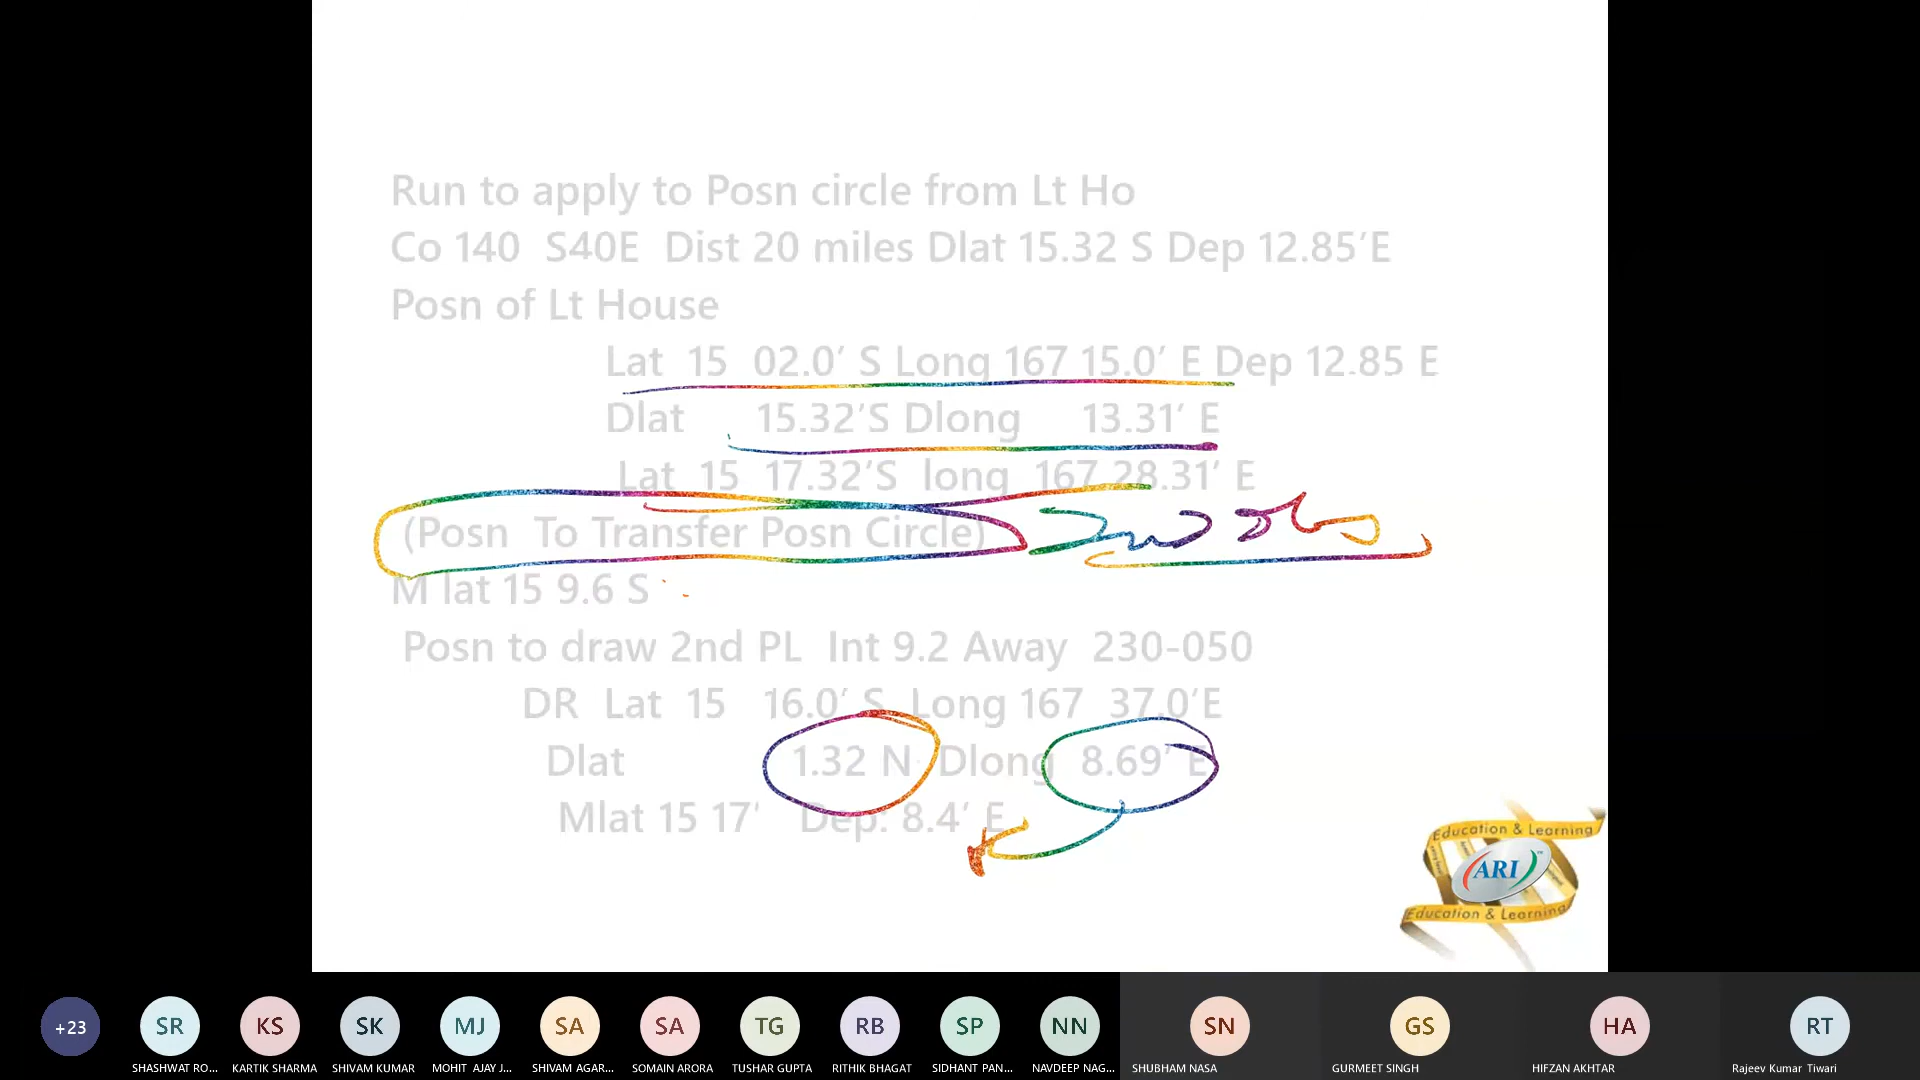 Run to apply to Posn circle from Lt Ho
Co 140 S40E Dist 20 miles Dlat 15.32 S Dep 12.85’E
Posn of Lt House
Lat 15 02.0’ S Long 167 15.0’ E Dep 12.85 E
Dlat 15.32’S Dlong 13.31’ E
Lat 15 17.32’S long 167 28.31’ E
(Posn To Transfer Posn Circle)
M lat 15 9.6 S
Posn to draw 2nd PL Int 9.2 Away 230-050
DR Lat 15 16.0’ S Long 167 37.0’E
Dlat 1.32 N Dlong 8.69’ E
Mlat 15 17’ Dep. 8.4’ E
Education & Learning
ARI
Education & Learning
+23 SR KS SK MJ SA SA TG RB SP NN SN GS HA RT
SHASHWAT RO... KARTIK SHARMA SHIVAM KUMAR MOHIT AJAY J... SHIVAM AGAR... SOMAIN ARORA TUSHAR GUPTA RITHIK BHAGAT SIDHANT PAN... NAVDEEP NAG... SHUBHAM NASA GURMEET SINGH HIFZAN AKHTAR Rajeev Kumar Tiwari